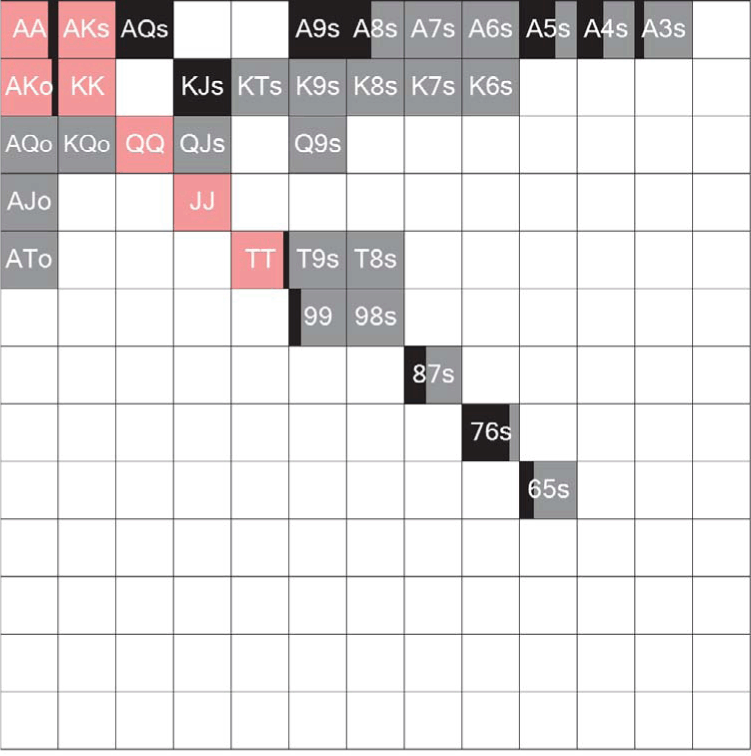 AA AKs AQs A9s A8s A7s A6s A5s A4s A3s
AKo KK KJs KTs K9s K8s K7s K6s
AQo KQo QQ QJs Q9s
AJo JJ
ATo TT T9s T8s
99 98s
87s
76s
65s